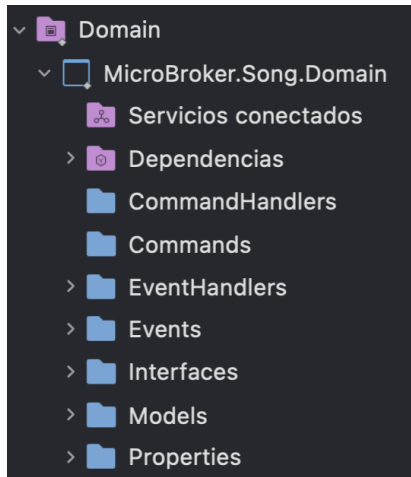 Domain
MicroBroker.Song.Domain
Servicios conectados
Dependencias
CommandHandlers
Commands
EventHandlers
Events
Interfaces
Models
Properties